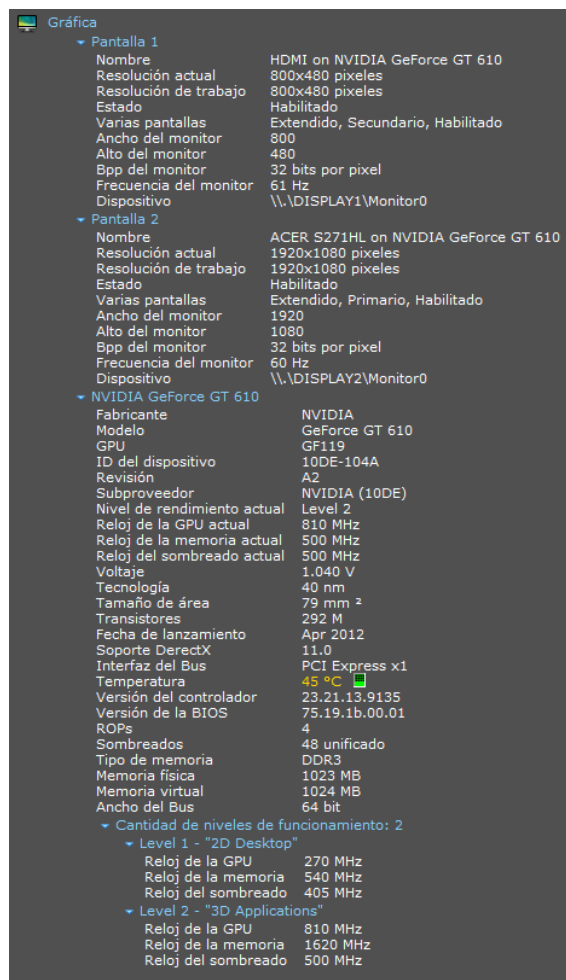 Gráfica
Pantalla 1
Nombre HDMI on NVIDIA GeForce GT 610
Resolución actual 800x480 pixeles
Resolución de trabajo 800x480 pixeles
Estado Habilitado
Varias pantallas Extendido, Secundario, Habilitado
Ancho del monitor 800
Alto del monitor 480
Bpp del monitor 32 bits por pixel
Frecuencia del monitor 61 Hz
Dispositivo \\.\DISPLAY1\Monitor0
Pantalla 2
Nombre ACER S271HL on NVIDIA GeForce GT 610
Resolución actual 1920x1080 pixeles
Resolución de trabajo 1920x1080 pixeles
Estado Habilitado
Varias pantallas Extendido, Primario, Habilitado
Ancho del monitor 1920
Alto del monitor 1080
Bpp del monitor 32 bits por pixel
Frecuencia del monitor 60 Hz
Dispositivo \\.\DISPLAY2\Monitor0
NVIDIA GeForce GT 610
Fabricante NVIDIA
Modelo GeForce GT 610
GPU GF119
ID del dispositivo 10DE-104A
Revisión A2
Subproveedor NVIDIA (10DE)
Nivel de rendimiento actual Level 2
Reloj de la GPU actual 810 MHz
Reloj de la memoria actual 500 MHz
Reloj del sombreado actual 500 MHz
Voltaje 1.040 V
Tecnología 40 nm
Tamaño de área 79 mm ²
Transistores 292 M
Fecha de lanzamiento Apr 2012
Soporte DerectX 11.0
Interfaz del Bus PCI Express x1
Temperatura 45 °C
Versión del controlador 23.21.13.9135
Versión de la BIOS 75.19.1b.00.01
ROPs 4
Sombreados 48 unificado
Tipo de memoria DDR3
Memoria física 1023 MB
Memoria virtual 1024 MB
Ancho del Bus 64 bit
Cantidad de niveles de funcionamiento: 2
Level 1 - "2D Desktop"
Reloj de la GPU 270 MHz
Reloj de la memoria 540 MHz
Reloj del sombreado 405 MHz
Level 2 - "3D Applications"
Reloj de la GPU 810 MHz
Reloj de la memoria 1620 MHz
Reloj del sombreado 500 MHz